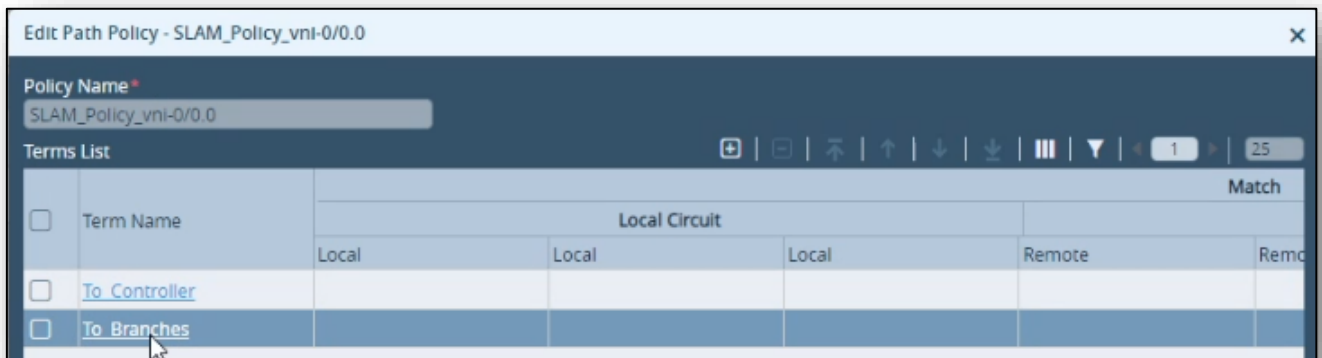 Edit Path Policy - SLAM_Policy_vni-0/0.0
Policy Name*
SLAM_Policy_vni-0/0.0
Terms List
1
25
Match
Term Name
Local Circuit
Local Local Local Remote Remo
To_Controller
To_Branches